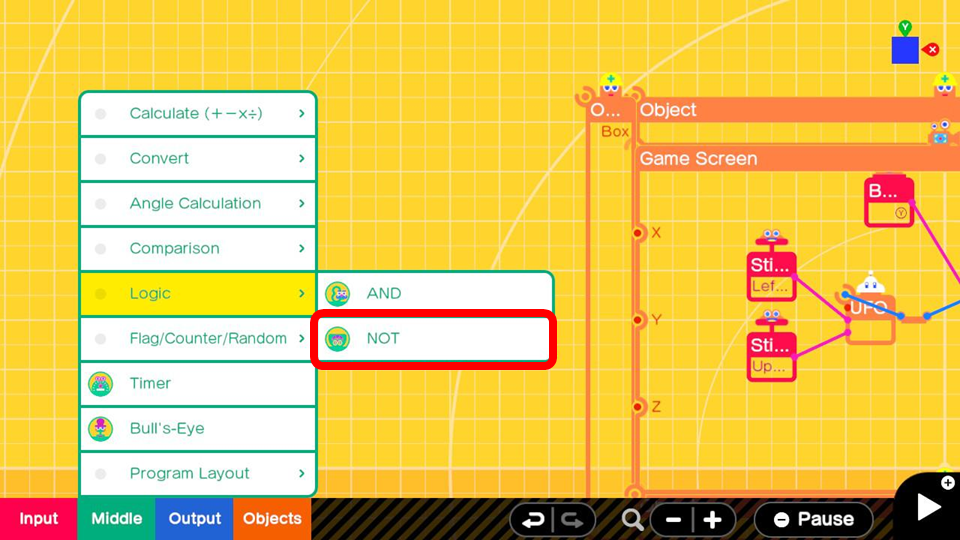 Y
X
Calculate (+−×÷)
Convert
Angle Calculation
Comparison
Logic
Flag/Counter/Random
Timer
Bull's-Eye
Program Layout
AND
NOT
O...
Object
Box
Game Screen
B...
Y
X
Sti...
Lef...
UFO
Y
Sti...
Up...
Z
Input
Middle
Output
Objects
Pause